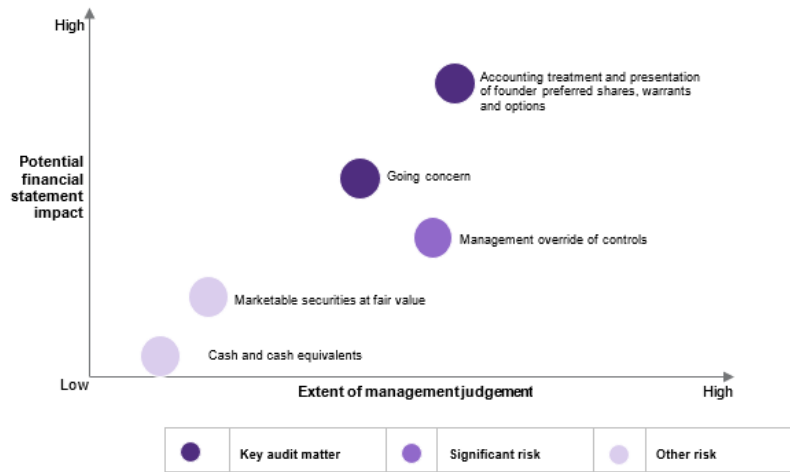 High
Accounting treatment and presentation
of founder preferred shares, warrants
and options
Potential
financial
statement
impact
Going concern
Management override of controls
Marketable securities at fair value
Cash and cash equivalents
Low
Extent of management judgement
High
Key audit matter
Significant risk
Other risk